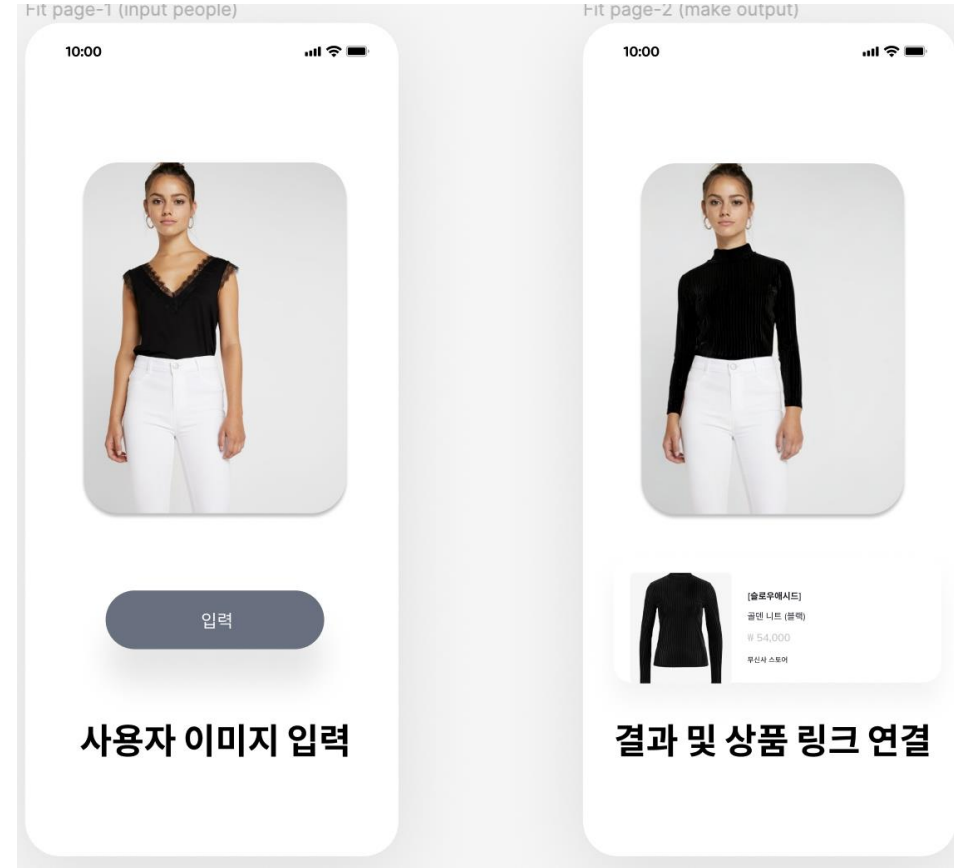 Fit page-1 (input people)
10:00
입력
사용자 이미지 입력
Fit page-2 (make output)
10:00
[슬로우애시드]
골덴 니트 (블랙)
₩ 54,000
무신사 스토어
결과 및 상품 링크 연결